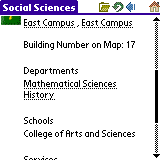 Social Sciences
East Campus , East Campus
Building Number on Map: 17
Departments
Mathematical Sciences
History
Schools
College of Arts and Sciences
Services